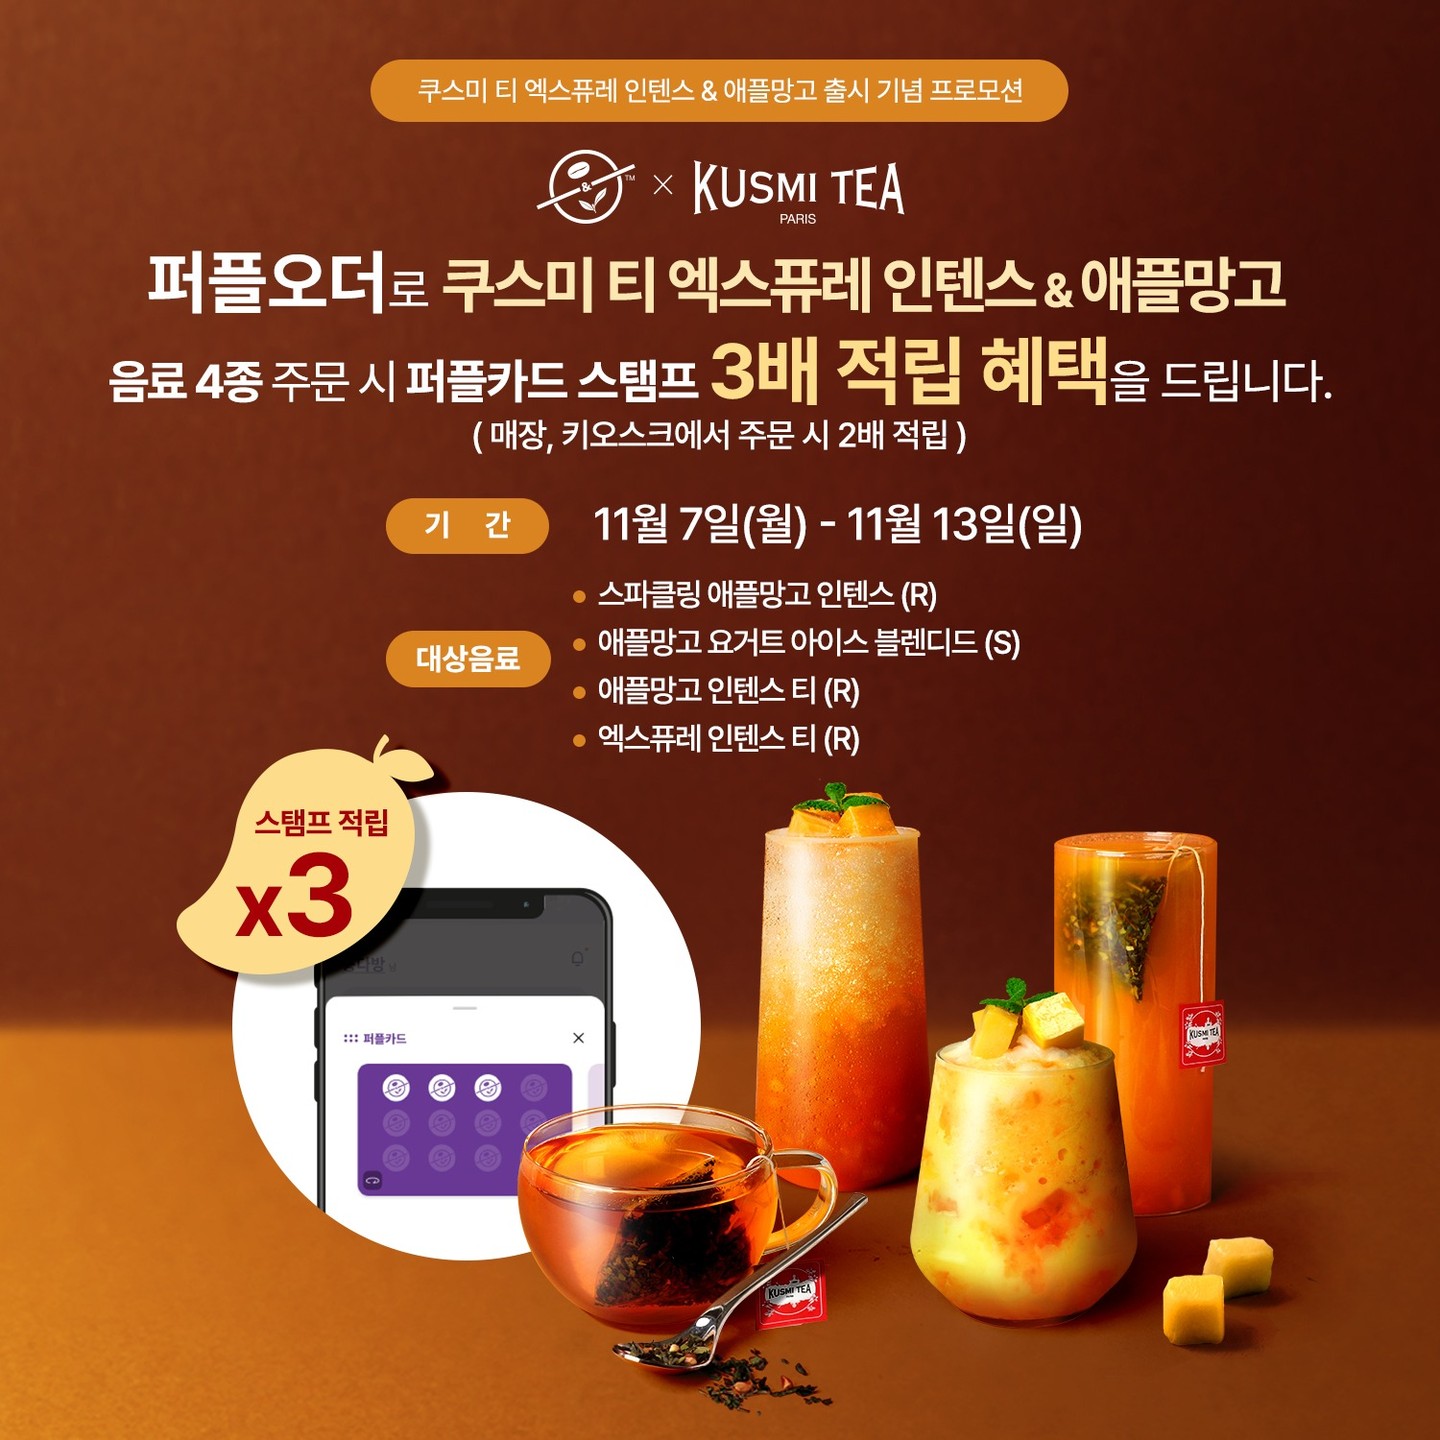 쿠스미 티 엑스퓨레 인텐스 & 애플망고 출시 기념 프로모션
& TM × KUSMI TEA
PARIS
퍼플오더로 쿠스미 티 엑스퓨레 인텐스 & 애플망고
음료 4종 주문 시 퍼플카드 스탬프 3배 적립 혜택을 드립니다.
( 매장, 키오스크에서 주문 시 2배 적립 )
기 간 11월 7일(월) - 11월 13일(일)
대상음료
스파클링 애플망고 인텐스 (R)
애플망고 요거트 아이스 블렌디드 (S)
애플망고 인텐스 티 (R)
엑스퓨레 인텐스 티 (R)
스탬프 적립
x3
다방 님
퍼플카드
KUSMI TEA
KUSMI TEA